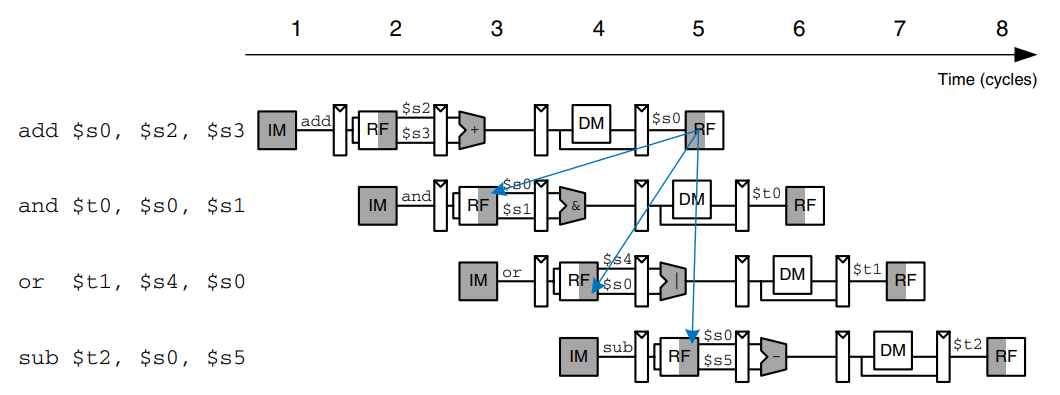 1 2 3 4 5 6 7 8
Time (cycles)
add $s0, $s2, $s3 IM add RF $s2 $s3 + DM $s0 RF
and $t0, $s0, $s1 IM and RF $s0 $s1 & DM $t0 RF
or $t1, $s4, $s0 IM or RF $s4 $s0 | DM $t1 RF
sub $t2, $s0, $s5 IM sub RF $s0 $s5 - DM $t2 RF